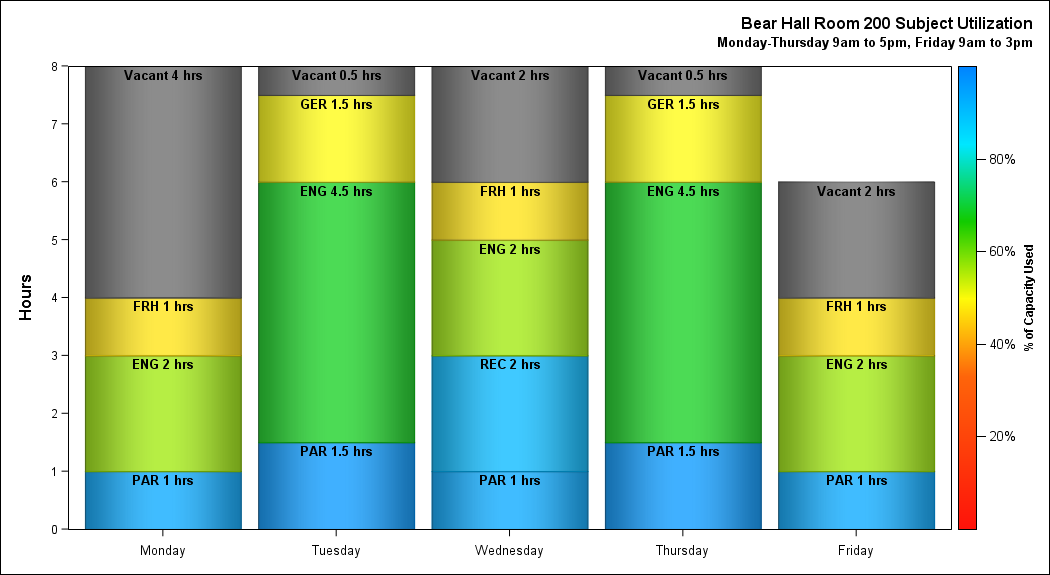 Bear Hall Room 200 Subject Utilization
Monday-Thursday 9am to 5pm, Friday 9am to 3pm
Hours
8
7
6
5
4
3
2
1
0
Vacant 4 hrs
FRH 1 hrs
ENG 2 hrs
PAR 1 hrs
Vacant 0.5 hrs
GER 1.5 hrs
ENG 4.5 hrs
PAR 1.5 hrs
Vacant 2 hrs
FRH 1 hrs
ENG 2 hrs
REC 2 hrs
PAR 1 hrs
Vacant 0.5 hrs
GER 1.5 hrs
ENG 4.5 hrs
PAR 1.5 hrs
Vacant 2 hrs
FRH 1 hrs
ENG 2 hrs
PAR 1 hrs
Monday Tuesday Wednesday Thursday Friday
80%
60%
40%
20%
% of Capacity Used